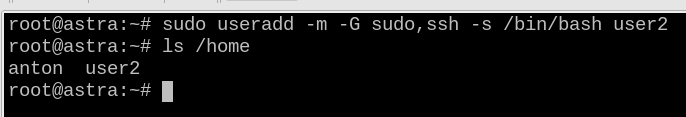 root@astra:~# sudo useradd -m -G sudo,ssh -s /bin/bash user2
root@astra:~# ls /home
anton  user2
root@astra:~#